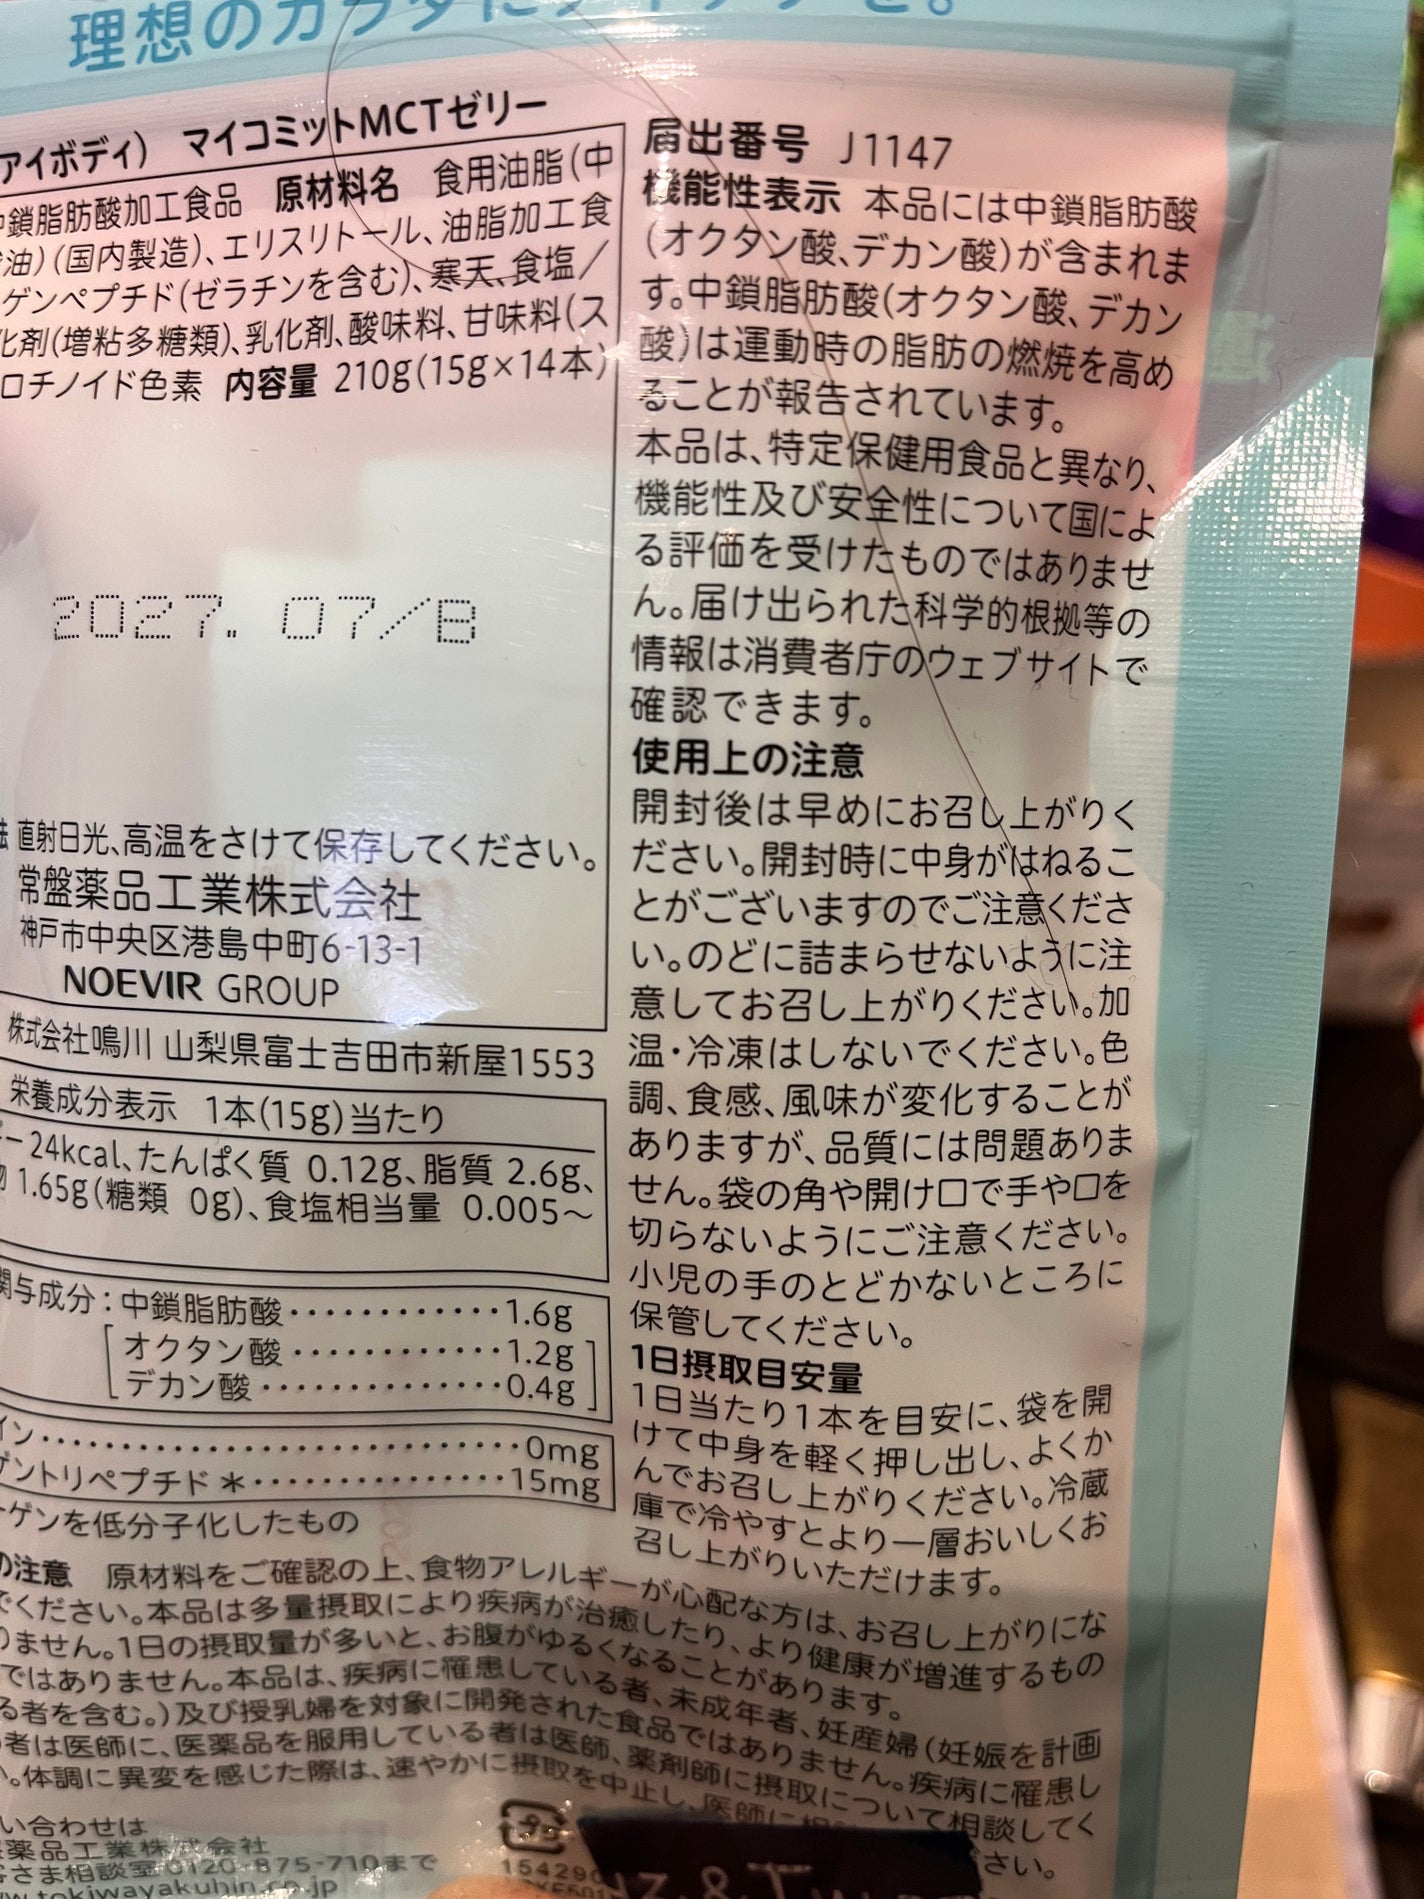 理想のカラダに
アイボディ) マイコミットMCTゼリー
中鎖脂肪酸加工食品 原材料名 食用油脂(中
油)(国内製造)、エリスリトール、油脂加工食
ゲンペプチド(ゼラチンを含む)、寒天、食塩/
化剤(増粘多糖類)、乳化剤、酸味料、甘味料(ス
ロチノイド色素 内容量 210g(15g×14本)
2027.07/B
直射日光、高温をさけて保存してください。
常盤薬品工業株式会社
神戸市中央区港島中町6-13-1
NOEVIR GROUP
株式会社鳴川 山梨県富士吉田市新屋1553
栄養成分表示 1本(15g)当たり
ー24kcal、たんぱく質 0.12g、脂質 2.6g、
物 1.65g(糖類 0g)、食塩相当量 0.005～
関与成分:中鎖脂肪酸・・・・・・・・・・・・・1.6g
オクタン酸・・・・・・・・・・・・・1.2g
デカン酸・・・・・・・・・・・・・・・0.4g
イン・・・・・・・・・・・・・・・・・・・・・・・・・・・・・0mg
ゲントリペプチド＊・・・・・・・・・・・・・・・・15mg
ーゲンを低分子化したもの
届出番号 J1147
機能性表示 本品には中鎖脂肪酸
(オクタン酸、デカン酸)が含まれま
す。中鎖脂肪酸(オクタン酸、デカン
酸)は運動時の脂肪の燃焼を高め
ることが報告されています。
本品は、特定保健用食品と異なり、
機能性及び安全性について国によ
る評価を受けたものではありませ
ん。届け出られた科学的根拠等の
情報は消費者庁のウェブサイトで
確認できます。
使用上の注意
開封後は早めにお召し上がりく
ださい。開封時に中身がはねるこ
とがございますのでご注意くださ
い。のどに詰まらせないように注
意してお召し上がりください。加
温・冷凍はしないでください。色
調、食感、風味が変化することが
ありますが、品質には問題ありま
せん。袋の角や開け口で手や口を
切らないようにご注意ください。
小児の手のとどかないところに
保管してください。
1日摂取目安量
1日当たり1本を目安に、袋を開
けて中身を軽く押し出し、よくか
んでお召し上がりください。冷蔵
庫で冷やすとより一層おいしくお
召し上がりいただけます。
の注意 原材料をご確認の上、食物アレルギーが心配な方は、お召し上がりにな
でください。本品は多量摂取により疾病が治癒したり、より健康が増進するもの
りません。1日の摂取量が多いと、お腹がゆるくなることがあります。
ではありません。本品は、疾病に罹患している者、未成年者、妊産婦(妊娠を計画
る者を含む。)及び授乳婦を対象に開発された食品ではありません。疾病に罹患し
者は医師に、医薬品を服用している者は医師、薬剤師に摂取について相談してく
い。体調に異変を感じた際は、速やかに摂取を中止し、医師に相
さい。
い合わせは
薬品工業株式会社
さま相談室 0120-875-710まで
w.tokiwayakuhin.co.jp
プラ